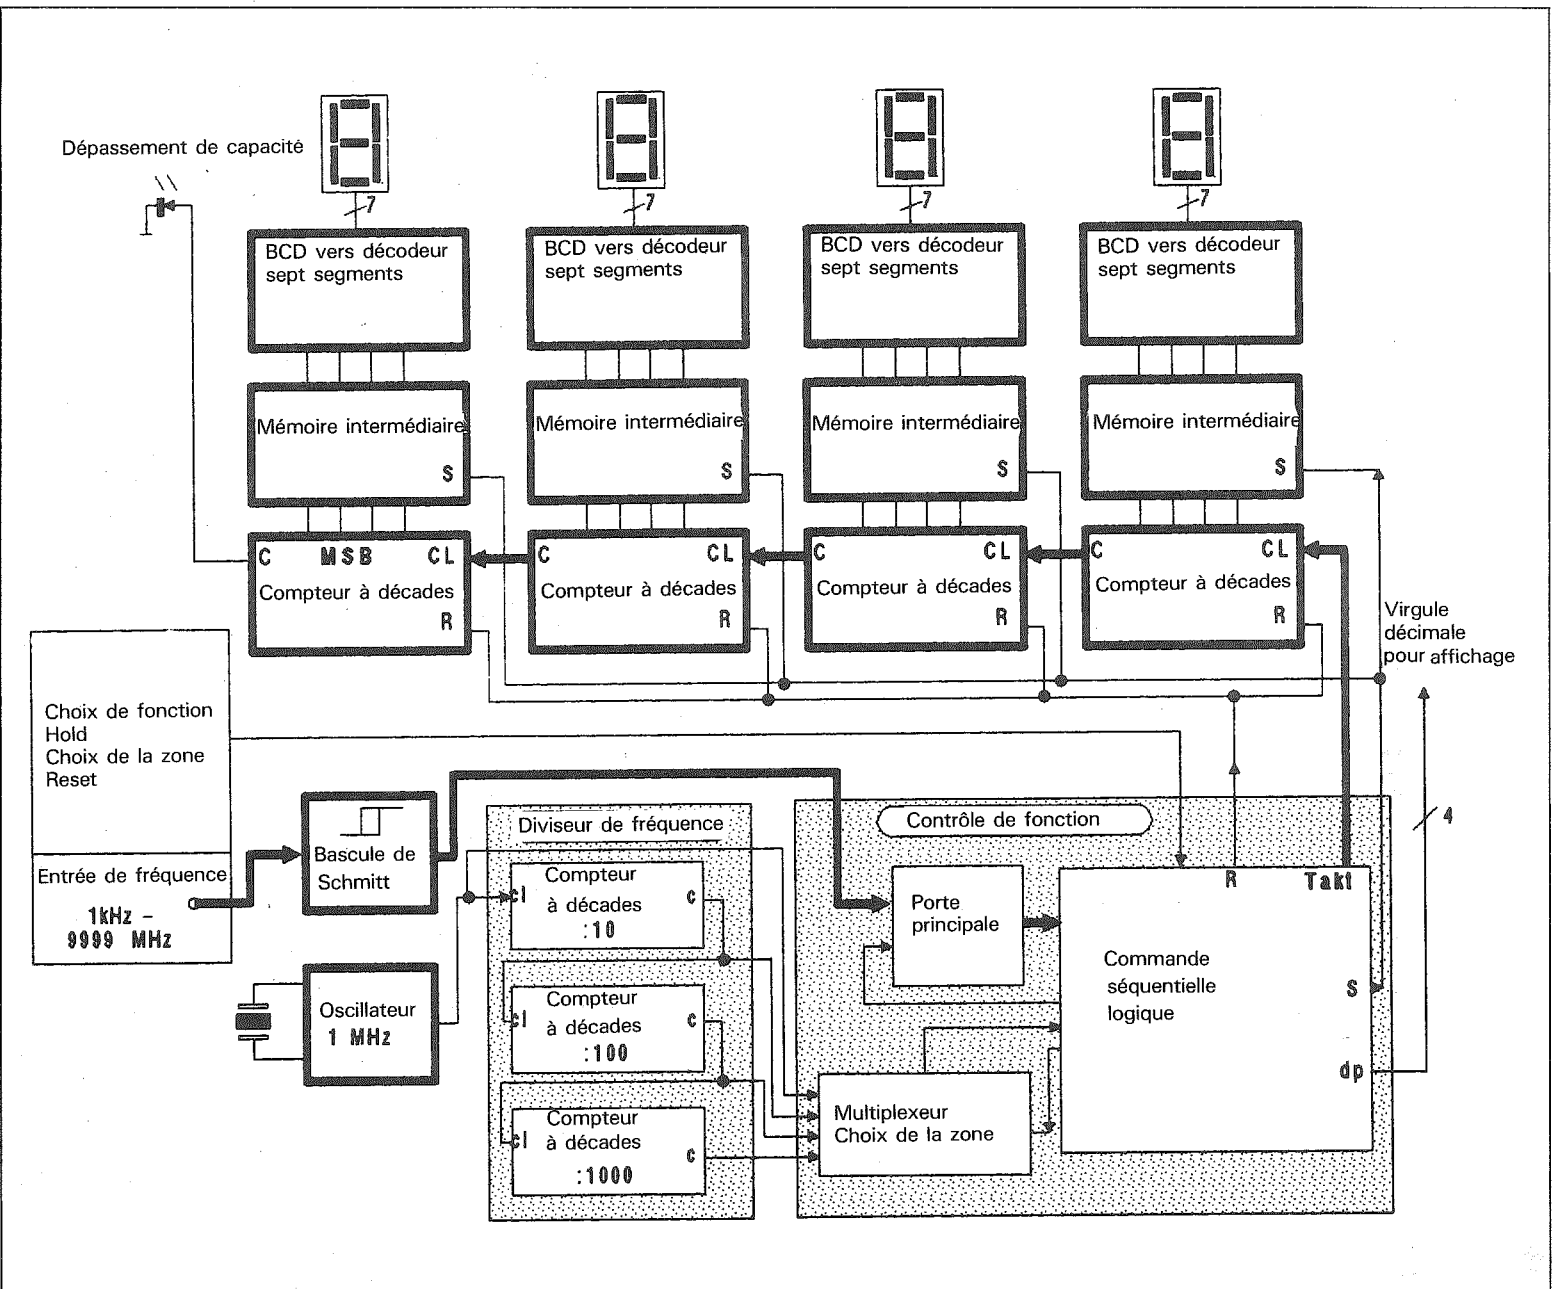 Dépassement de capacité
7
7
7
7
BCD vers décodeur
sept segments
BCD vers décodeur
sept segments
BCD vers décodeur
sept segments
BCD vers décodeur
sept segments
Mémoire intermédiaire
S
Mémoire intermédiaire
S
Mémoire intermédiaire
S
Mémoire intermédiaire
S
C MSB CL
Compteur à décades
R
C CL
Compteur à décades
R
C CL
Compteur à décades
R
C CL
Compteur à décades
R
Virgule
décimale
pour affichage
4
Choix de fonction
Hold
Choix de la zone
Reset
Entrée de fréquence
1kHz -
9999 MHz
Bascule de
Schmitt
Oscillateur
1 MHz
Diviseur de fréquence
Compteur
cl à décades c
:10
Compteur
cl à décades c
:100
Compteur
cl à décades c
:1000
Contrôle de fonction
Porte
principale
R Takt
Commande
séquentielle
logique
S
dp
Multiplexeur
Choix de la zone